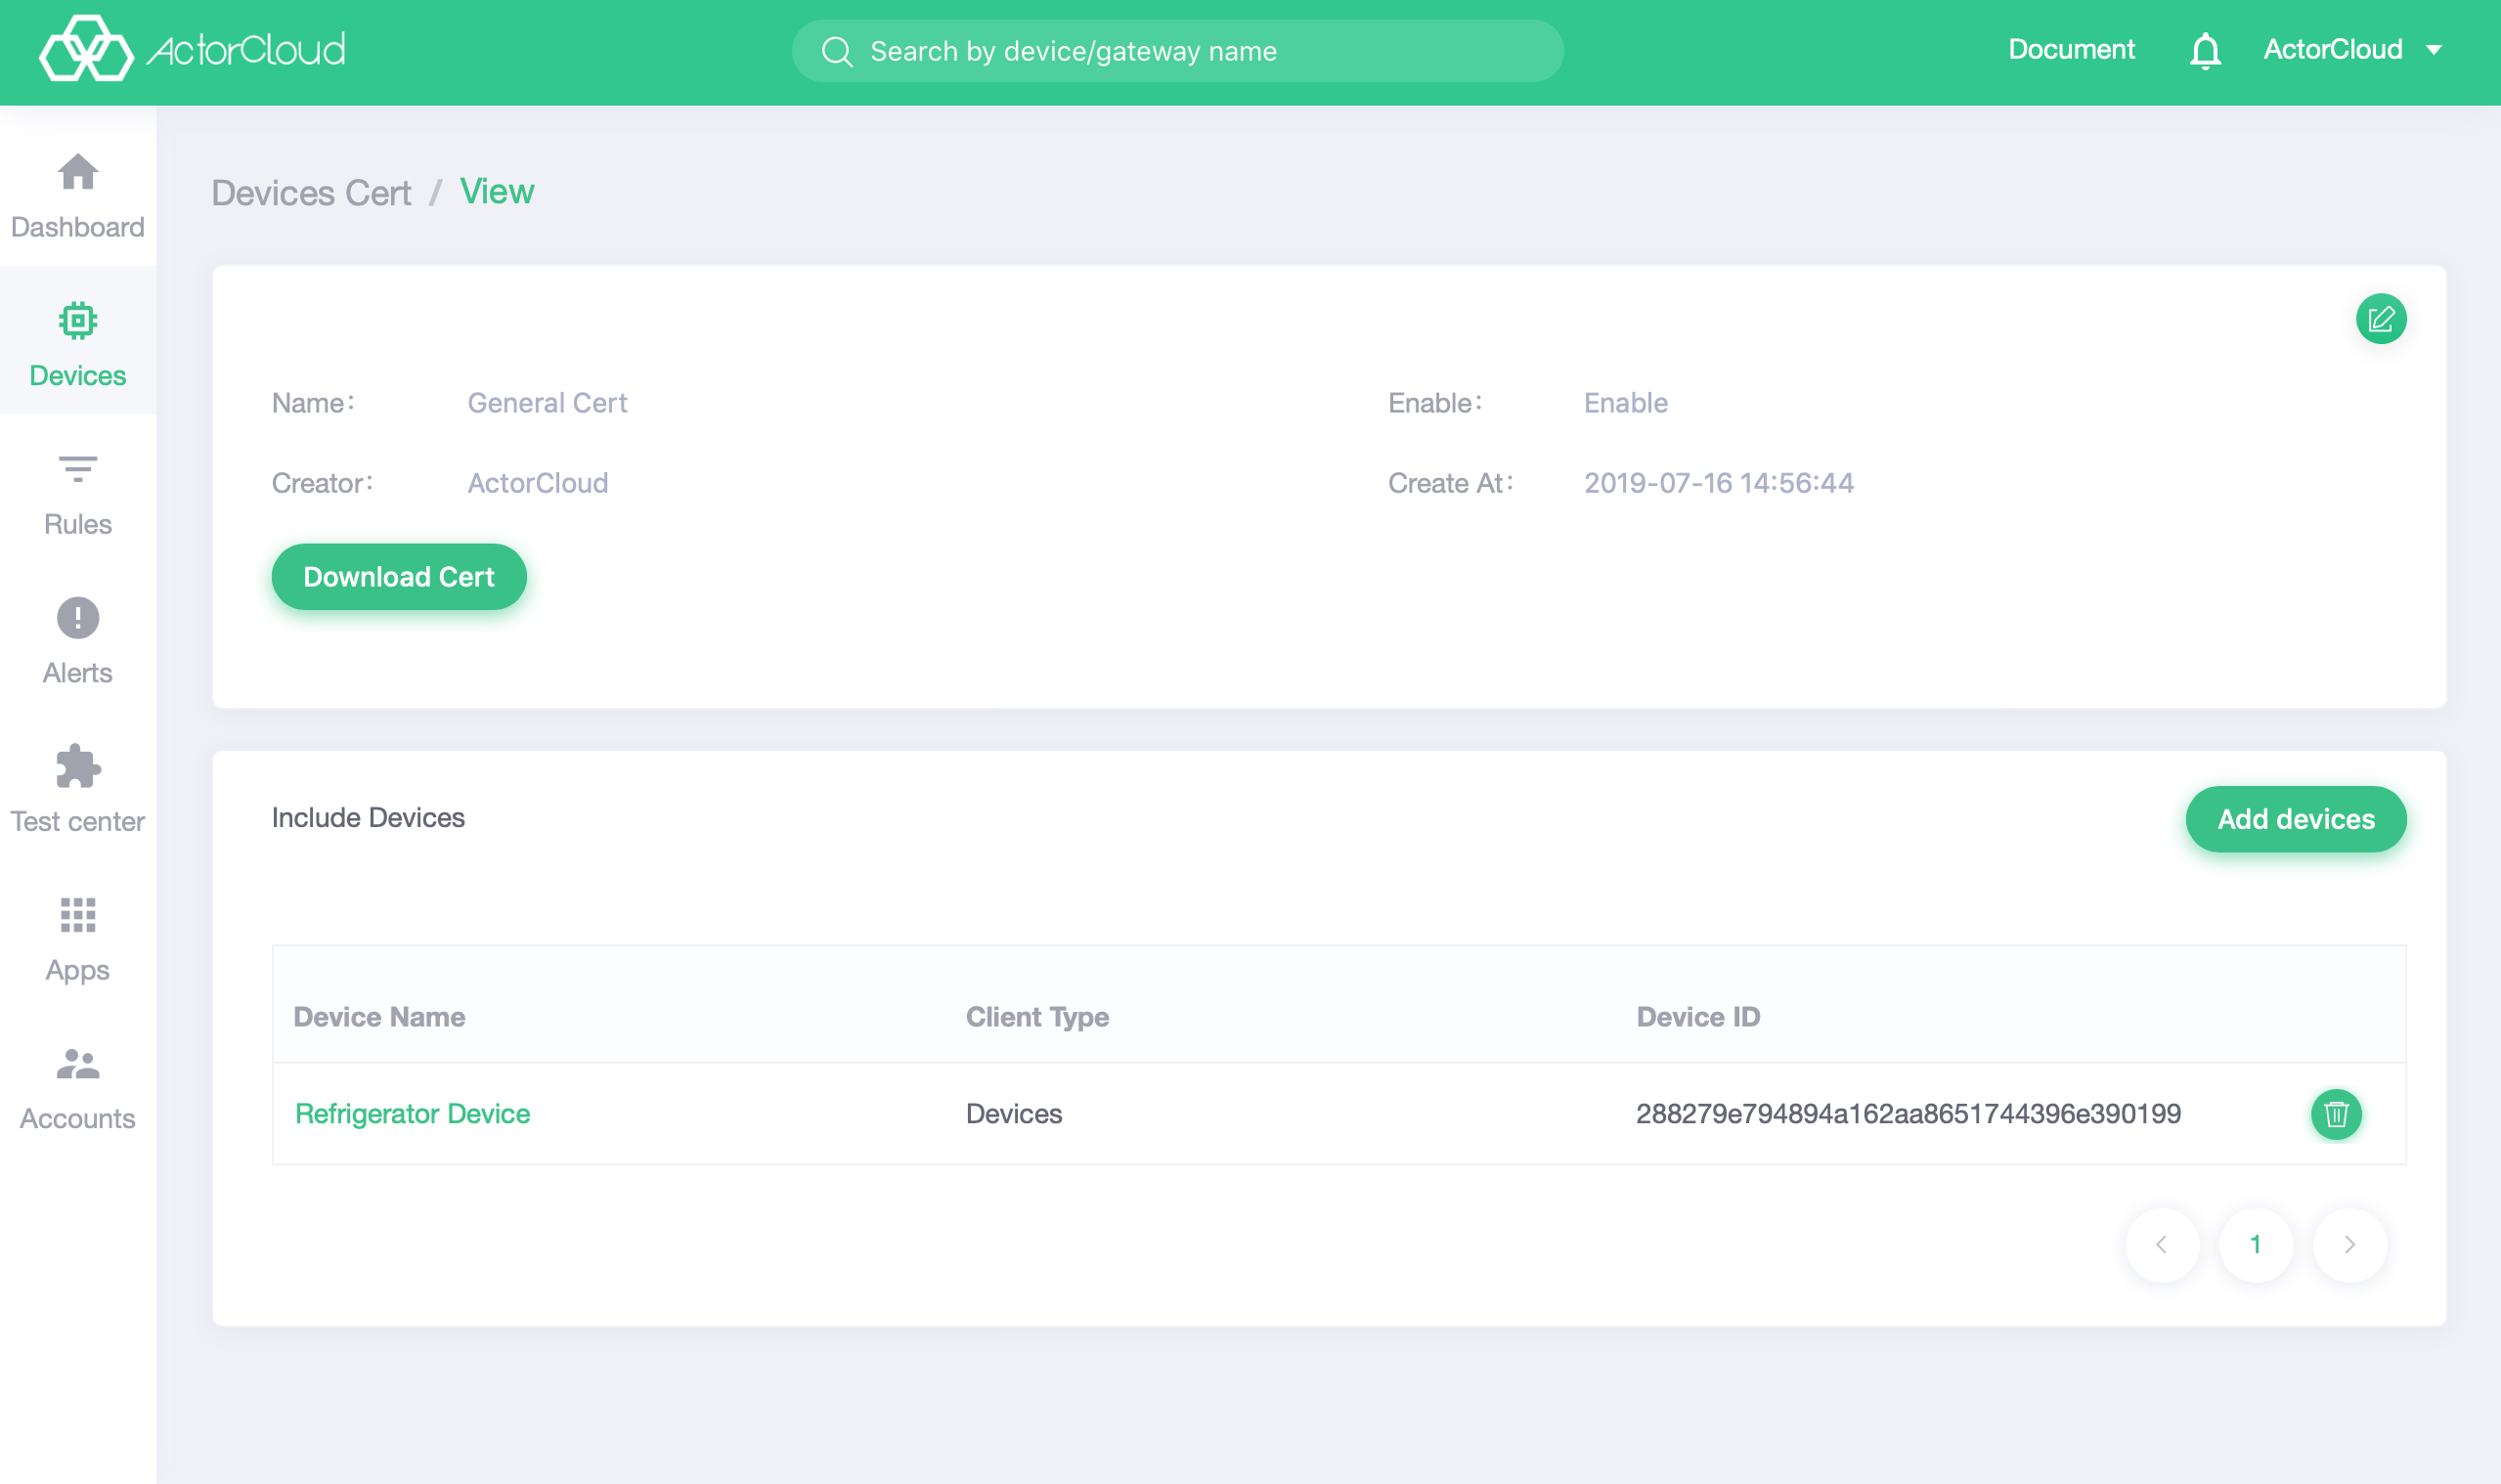 ActorCloud
Search by device/gateway name
Document
ActorCloud
Dashboard
Devices
Rules
Alerts
Test center
Apps
Accounts
Devices Cert / View
Name: General Cert
Enable: Enable
Creator: ActorCloud
Create At: 2019-07-16 14:56:44
Download Cert
Include Devices
Add devices
Device Name Client Type Device ID
Refrigerator Device Devices 288279e794894a162aa8651744396e390199
1